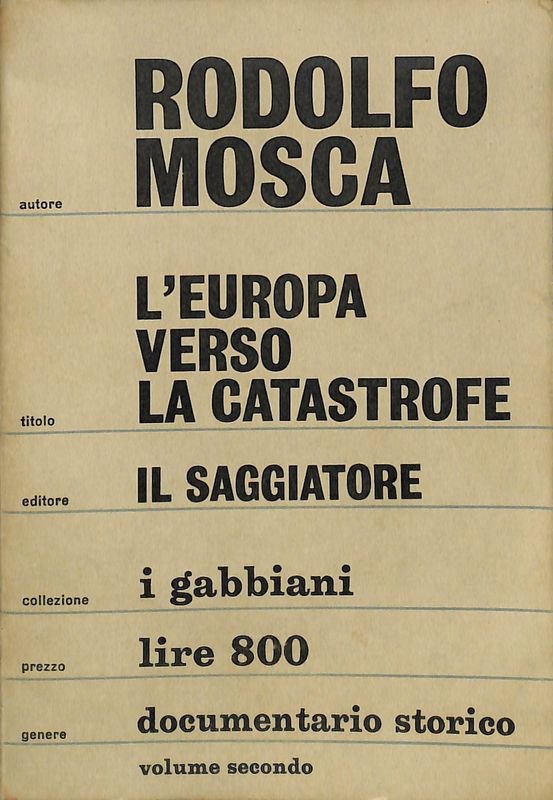 autore RODOLFO
MOSCA
titolo L'EUROPA
VERSO
LA CATASTROFE
editore IL SAGGIATORE
collezione i gabbiani
prezzo lire 800
genere documentario storico
volume secondo